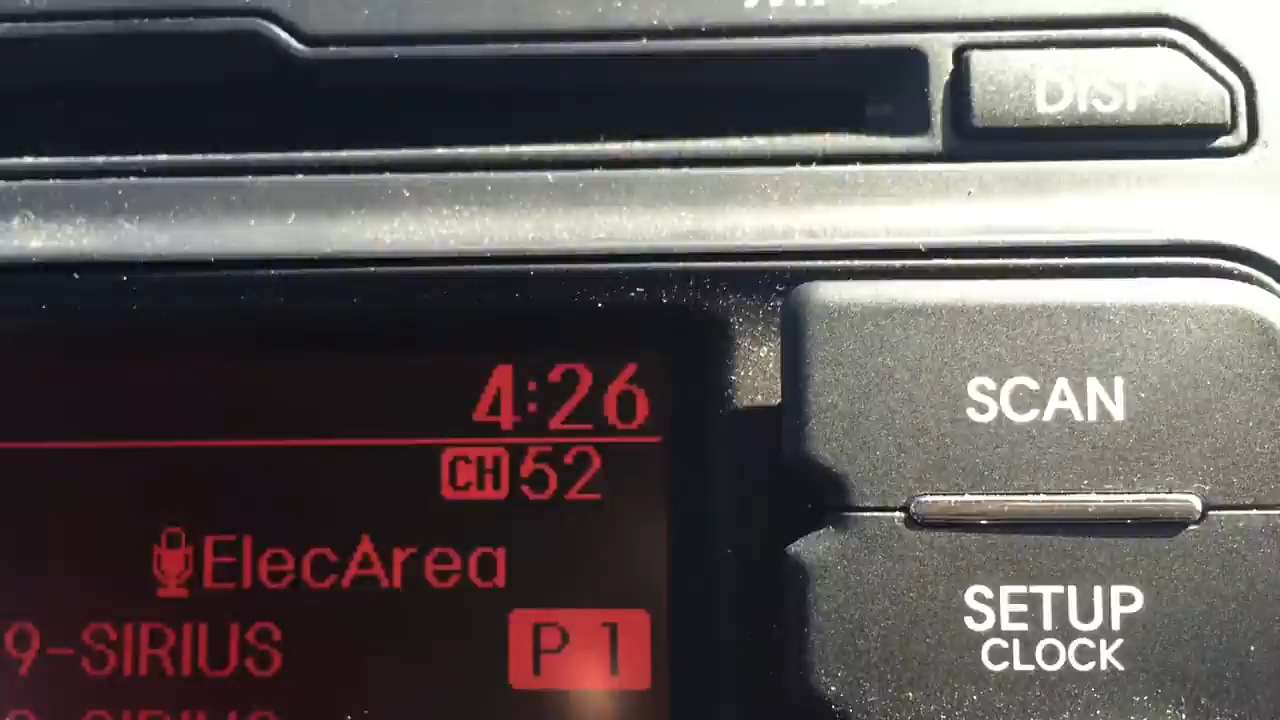 DISP
4:26
CH 52
SCAN
ElecArea
9-SIRIUS
P 1
SETUP
CLOCK